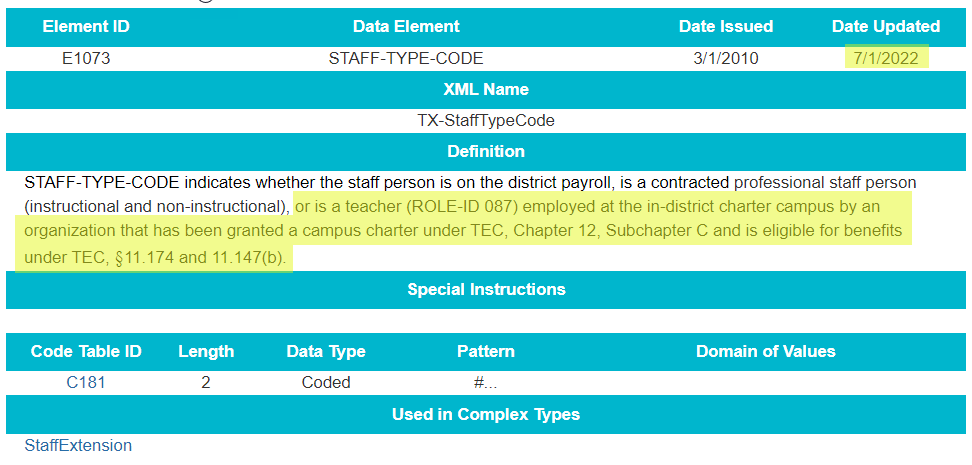 Element ID Data Element Date Issued Date Updated
E1073 STAFF-TYPE-CODE 3/1/2010 7/1/2022
XML Name
TX-StaffTypeCode
Definition
STAFF-TYPE-CODE indicates whether the staff person is on the district payroll, is a contracted professional staff person
(instructional and non-instructional), or is a teacher (ROLE-ID 087) employed at the in-district charter campus by an
organization that has been granted a campus charter under TEC, Chapter 12, Subchapter C and is eligible for benefits
under TEC, §11.174 and 11.147(b).
Special Instructions
Code Table ID Length Data Type Pattern Domain of Values
C181 2 Coded #...
Used in Complex Types
StaffExtension